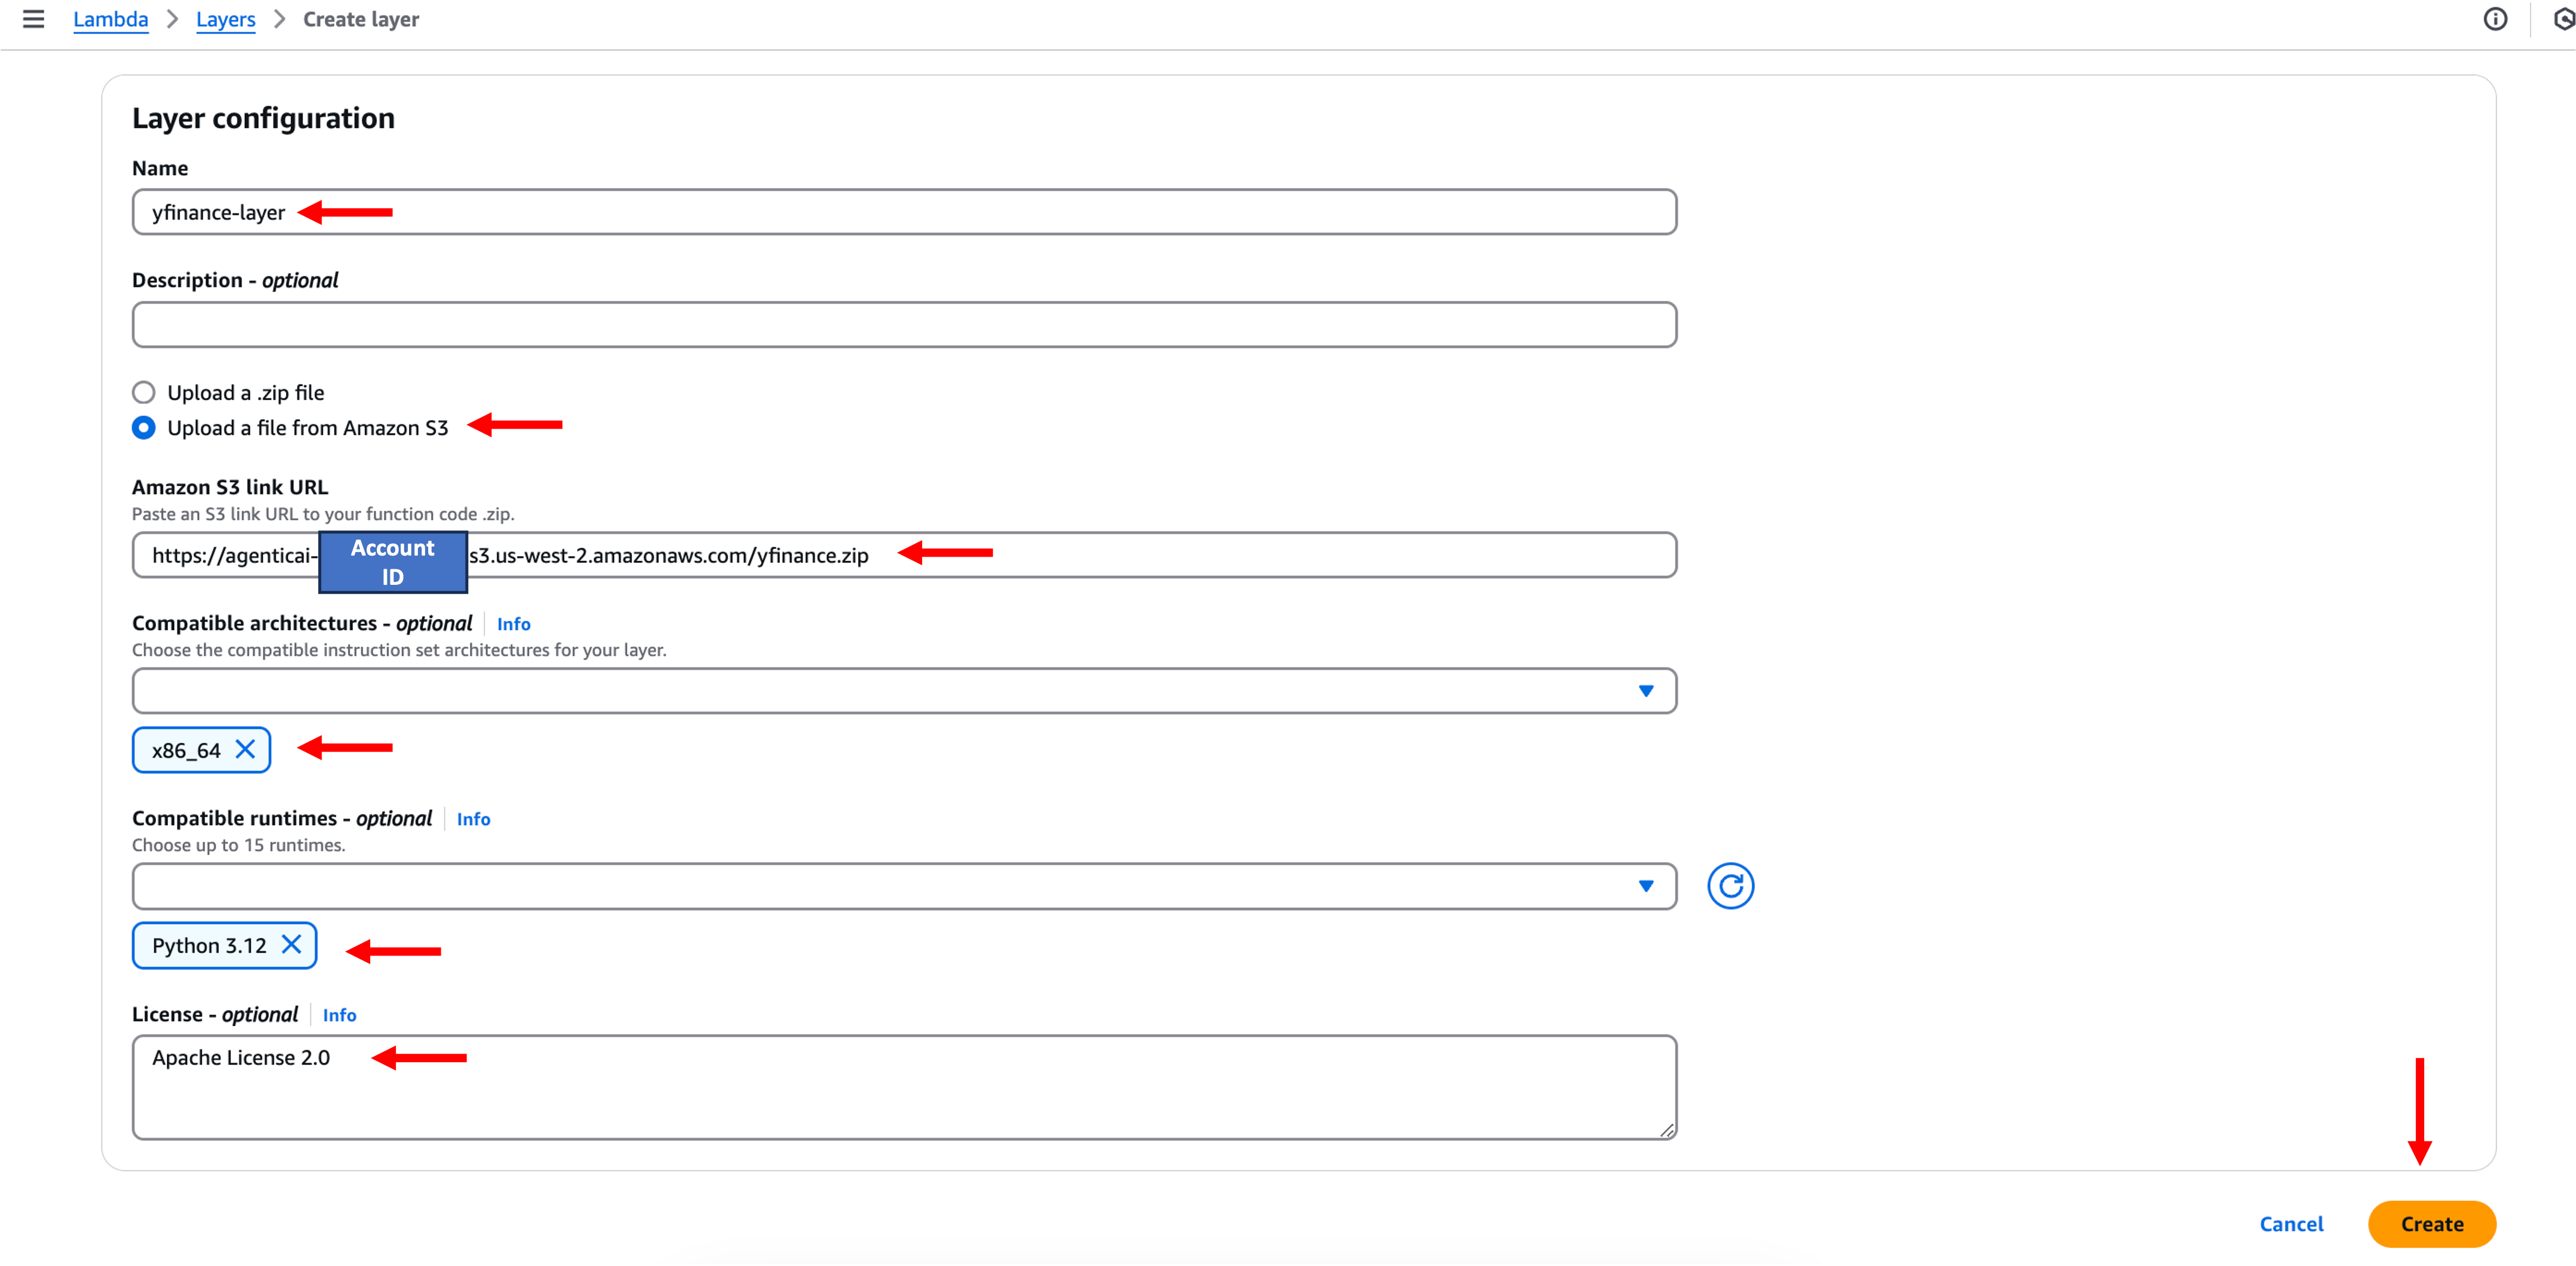 Lambda > Layers > Create layer
Layer configuration
Name
yfinance-layer
Description - optional
Upload a .zip file
Upload a file from Amazon S3
Amazon S3 link URL
Paste an S3 link URL to your function code .zip.
https://agenticai- Account ID s3.us-west-2.amazonaws.com/yfinance.zip
Compatible architectures - optional Info
Choose the compatible instruction set architectures for your layer.
x86_64
Compatible runtimes - optional Info
Choose up to 15 runtimes.
Python 3.12
License - optional Info
Apache License 2.0
Cancel Create